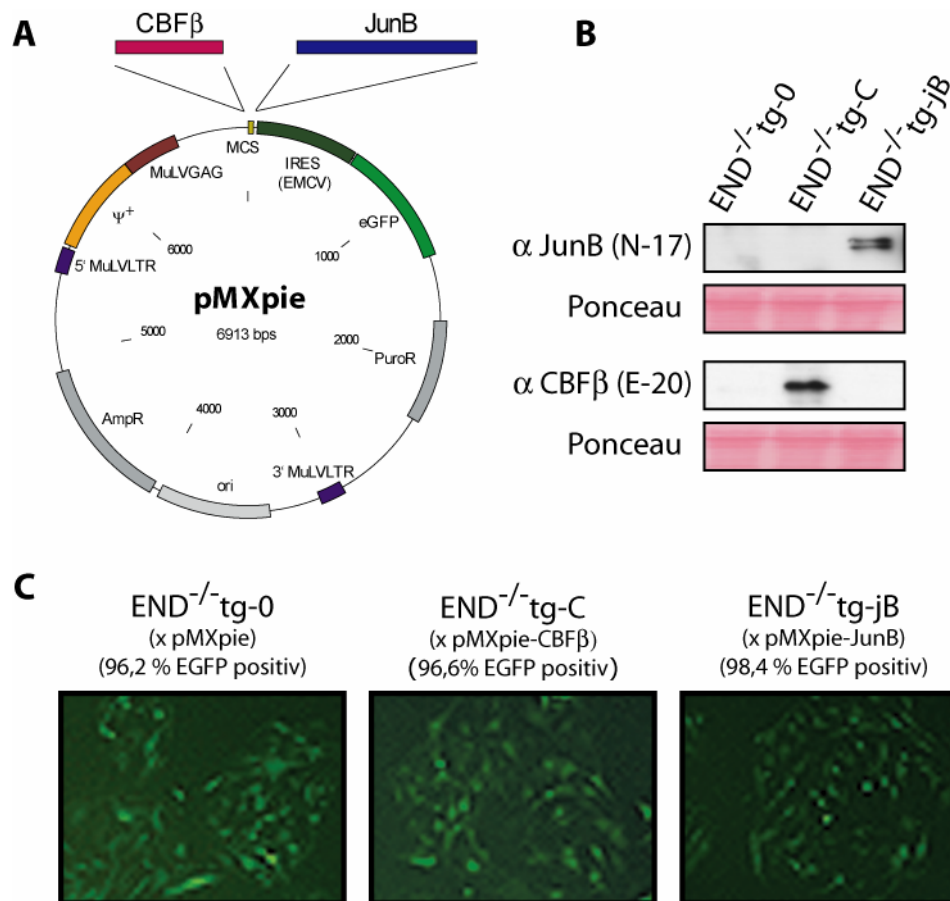 A
CBFβ
JunB
MCS
IRES
(EMCV)
eGFP
MuLVGAG
Ψ+
5' MuLVLTR
6000
1000
pMXpie
6913 bps
5000
2000
PuroR
AmpR
4000
3000
3' MuLVLTR
ori
B
END-/-tg-0
END-/-tg-C
END-/-tg-jB
α JunB (N-17)
Ponceau
α CBFβ (E-20)
Ponceau
C
END-/-tg-0
(x pMXpie)
(96,2 % EGFP positiv)
END-/-tg-C
(x pMXpie-CBFβ)
(96,6% EGFP positiv)
END-/-tg-jB
(x pMXpie-JunB)
(98,4 % EGFP positiv)